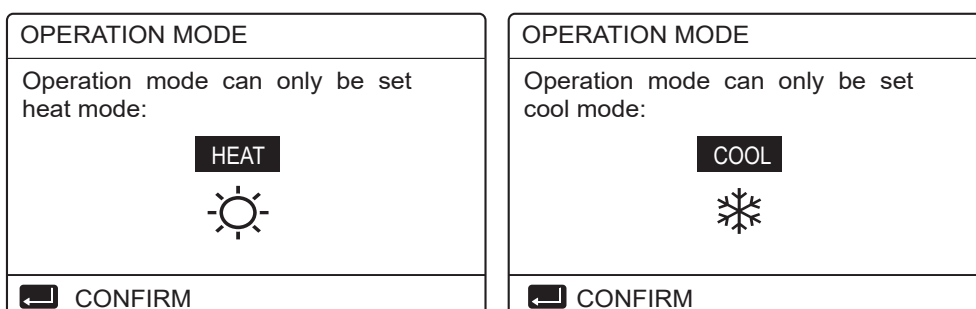 OPERATION MODE
Operation mode can only be set
heat mode:
HEAT
CONFIRM
OPERATION MODE
Operation mode can only be set
cool mode:
COOL
CONFIRM